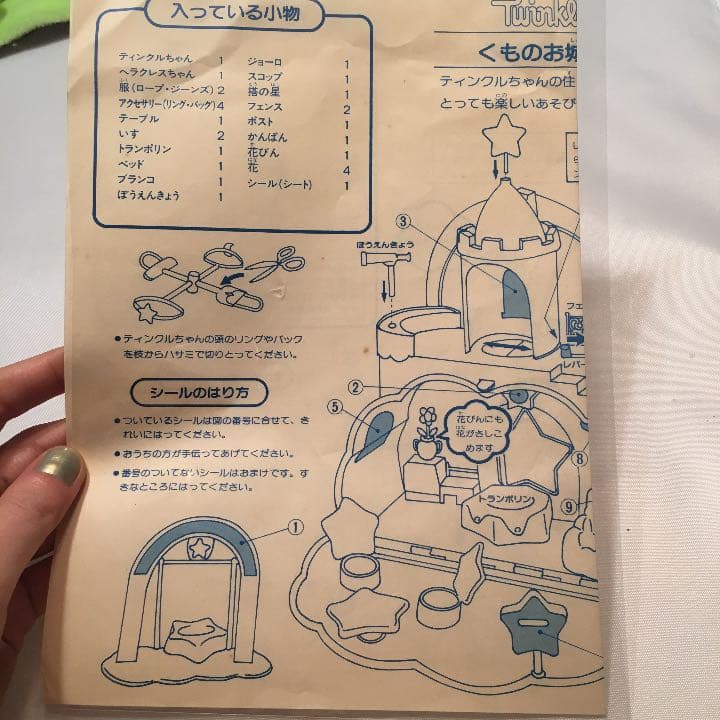 入っている小物
ティンクルちゃん 1
ヘラクレスちゃん 1
服(ローブ・ジーンズ) 2
アクセサリー(リング・バッグ) 4
テーブル 1
いす 2
トランポリン 1
ベッド 1
ブランコ 1
ぼうえんきょう 1
ジョーロ 1
スコップ 1
塔の星 1
フェンス 2
ポスト 1
かんばん 1
花びん 1
花 4
シール(シート) 1
●ティンクルちゃんの頭のリングやバック
を枝からハサミで切りとってください。
シールのはり方
●ついているシールは図の番号に合せて、き
れいにはってください。
●おうちの方が手伝ってあげてください。
●番号のついてないシールはおまけです。す
きなところにはってください。
①
Twinkl
くものお城
ティンクルちゃんの住
とっても楽しいあそび
③
ぼうえんきょう
フェ
レバー
②
⑤
花びんにも
花がさしこ
めます
⑧
トランポリン
⑨